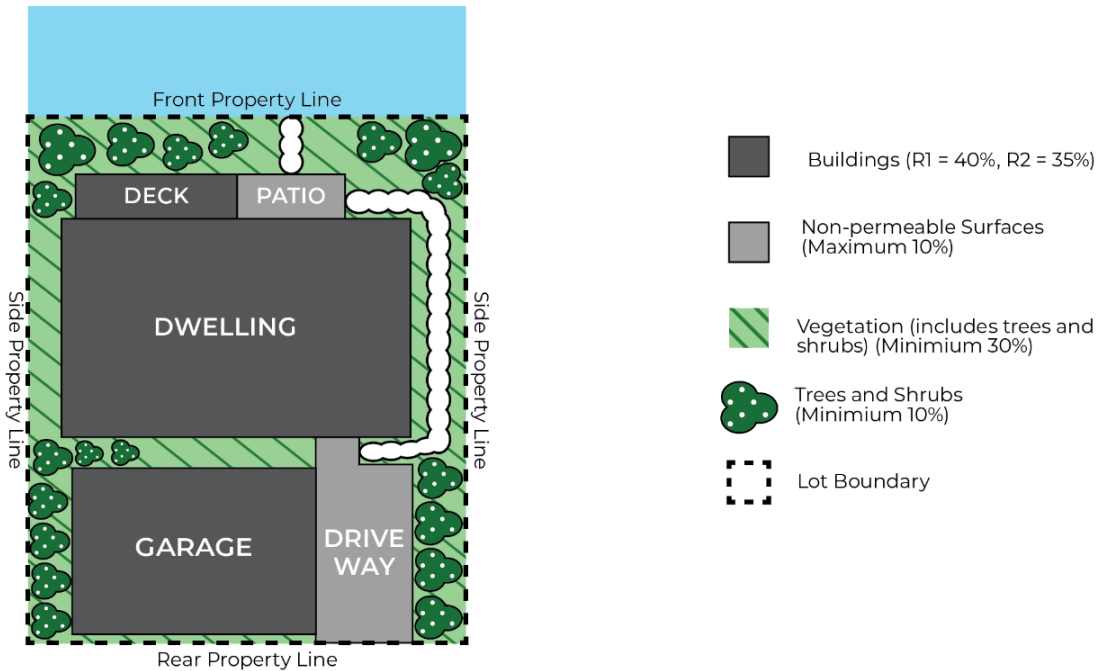 Front Property Line
DECK
PATIO
Side Property Line
DWELLING
Side Property Line
GARAGE
DRIVE
WAY
Rear Property Line
Buildings (R1 = 40%, R2 = 35%)
Non-permeable Surfaces
(Maximum 10%)
Vegetation (includes trees and
shrubs) (Minimium 30%)
Trees and Shrubs
(Minimum 10%)
Lot Boundary